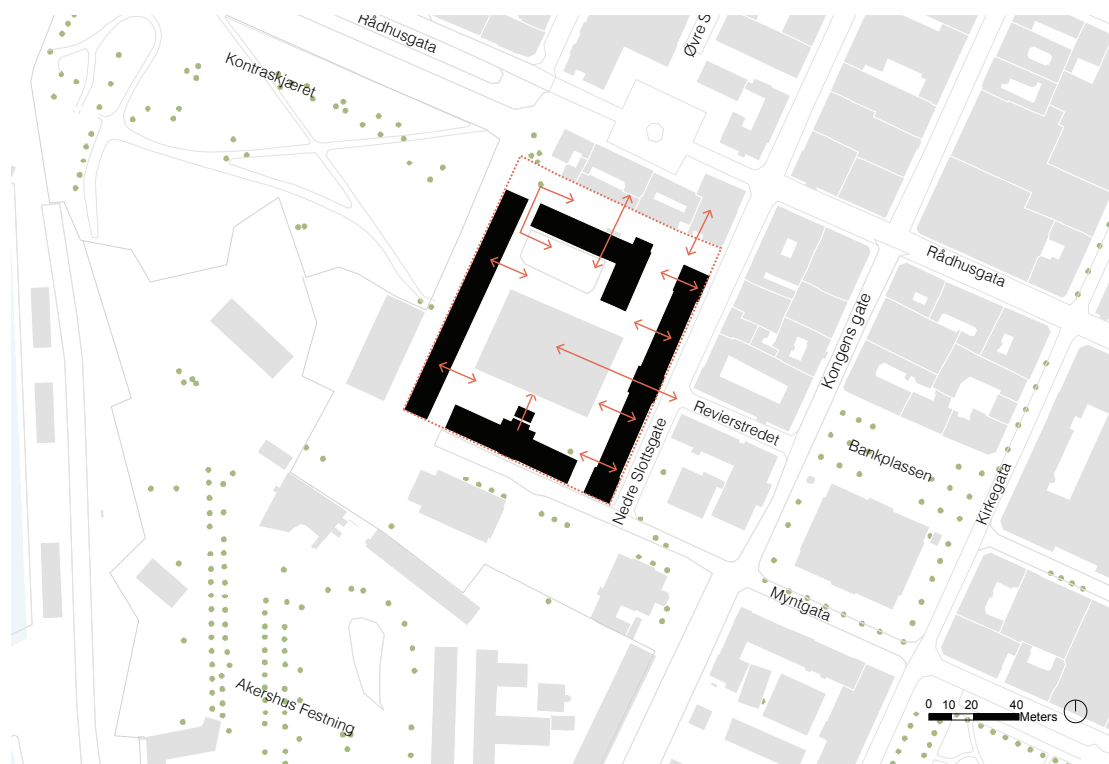 Rådhusgata
Øvre S
Kontraskjæret
Rådhusgata
Kongens gate
Revierstredet
Nedre Slottsgate
Bankplassen
Kirkegata
Myntgata
Akershus Festning
0 10 20 40
Meters